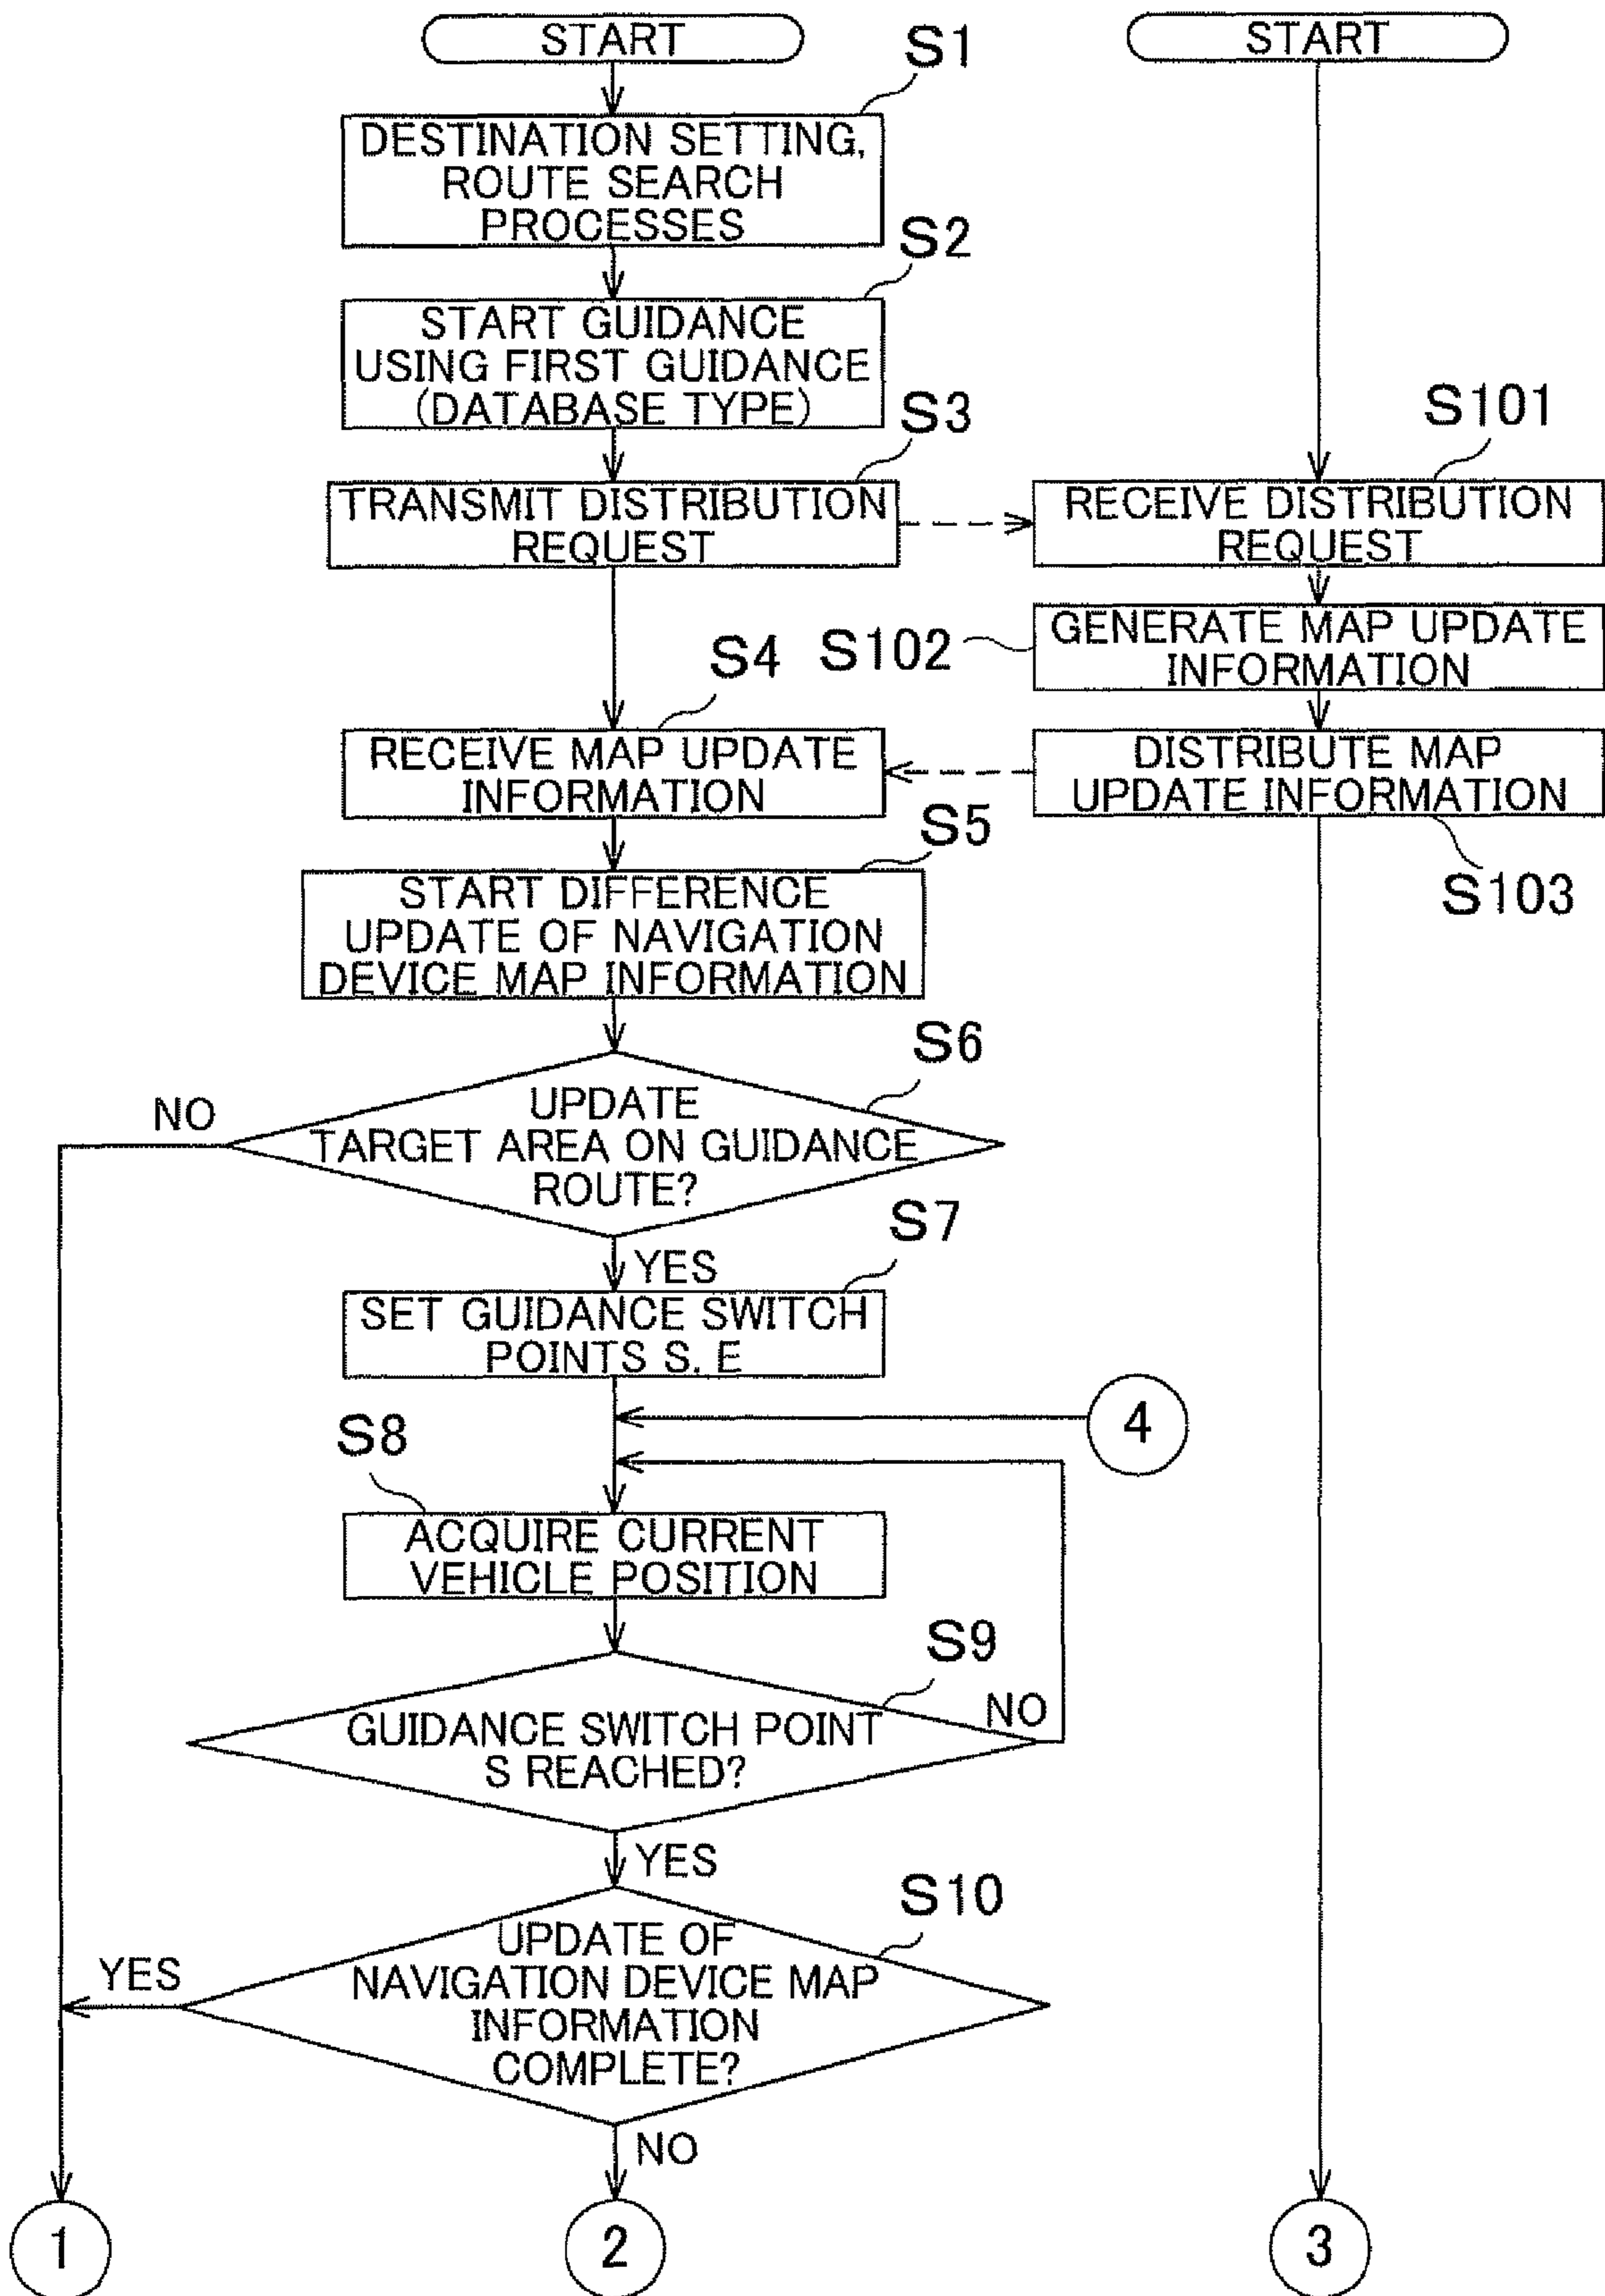 START
S1
DESTINATION SETTING,
ROUTE SEARCH
PROCESSES
S2
START GUIDANCE
USING FIRST GUIDANCE
(DATABASE TYPE)
S3
TRANSMIT DISTRIBUTION
REQUEST
S4
RECEIVE MAP UPDATE
INFORMATION
S5
START DIFFERENCE
UPDATE OF NAVIGATION
DEVICE MAP INFORMATION
S6
UPDATE
TARGET AREA ON GUIDANCE
ROUTE?
NO
YES
S7
SET GUIDANCE SWITCH
POINTS S, E
4
S8
ACQUIRE CURRENT
VEHICLE POSITION
S9
GUIDANCE SWITCH POINT
S REACHED?
NO
YES
S10
UPDATE OF
NAVIGATION DEVICE MAP
INFORMATION
COMPLETE?
YES
NO
1
2
START
S101
RECEIVE DISTRIBUTION
REQUEST
S102
GENERATE MAP UPDATE
INFORMATION
DISTRIBUTE MAP
UPDATE INFORMATION
S103
3